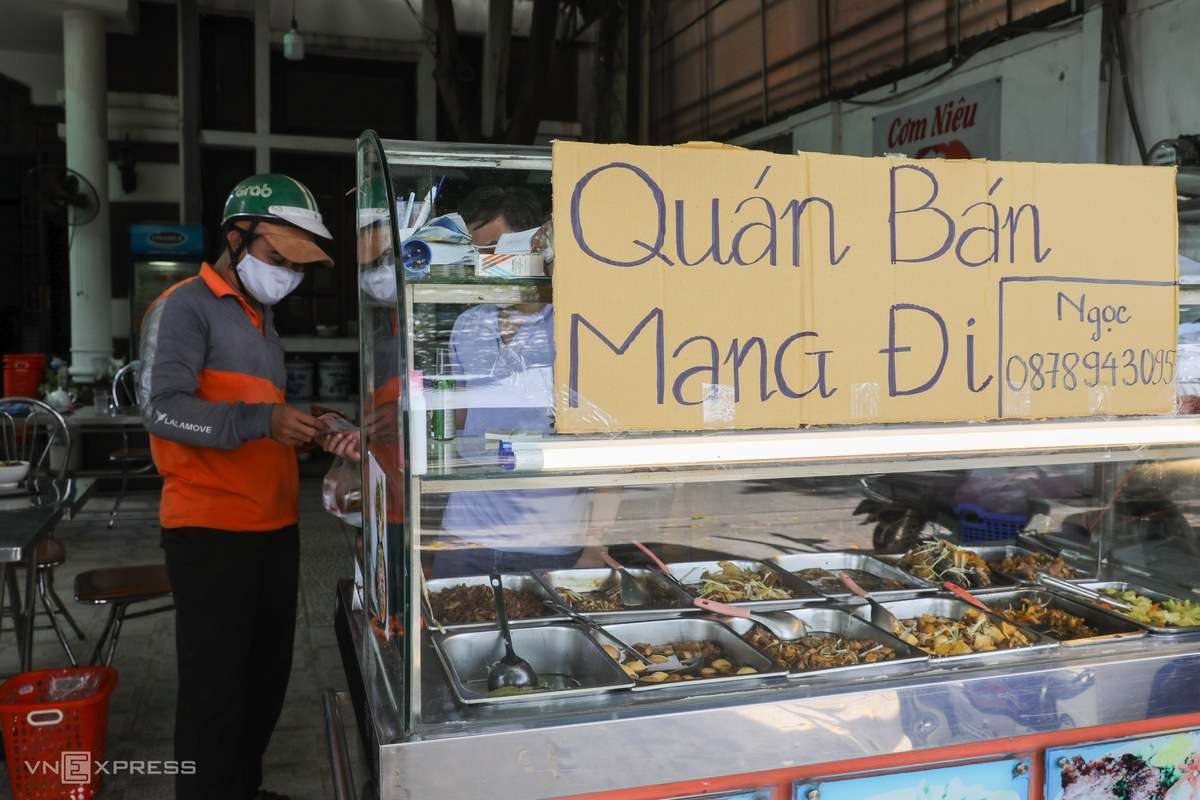 Grab
Cơm Niêu
Quán Bán
Mang Đi
Ngọc
0878943095
LALAMOVE
VNEXPRESS